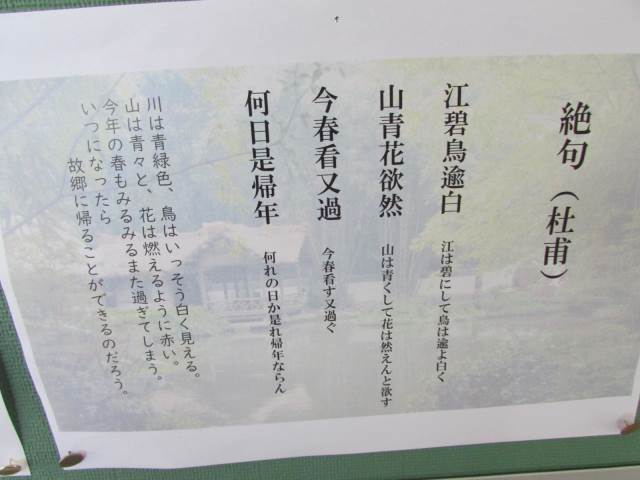 絶句（杜甫）
江碧鳥逾白
江は碧にして鳥は逾よ白く
山青花欲然
山は青くして花は然えんと欲す
今春看又過
今春看す又過ぐ
何日是帰年
何れの日か是れ帰年ならん
川は青緑色、鳥はいっそう白く見える。
山は青々と、花は燃えるように赤い。
今年の春もみるみるまた過ぎてしまう。
いつになったら
故郷に帰ることができるのだろう。